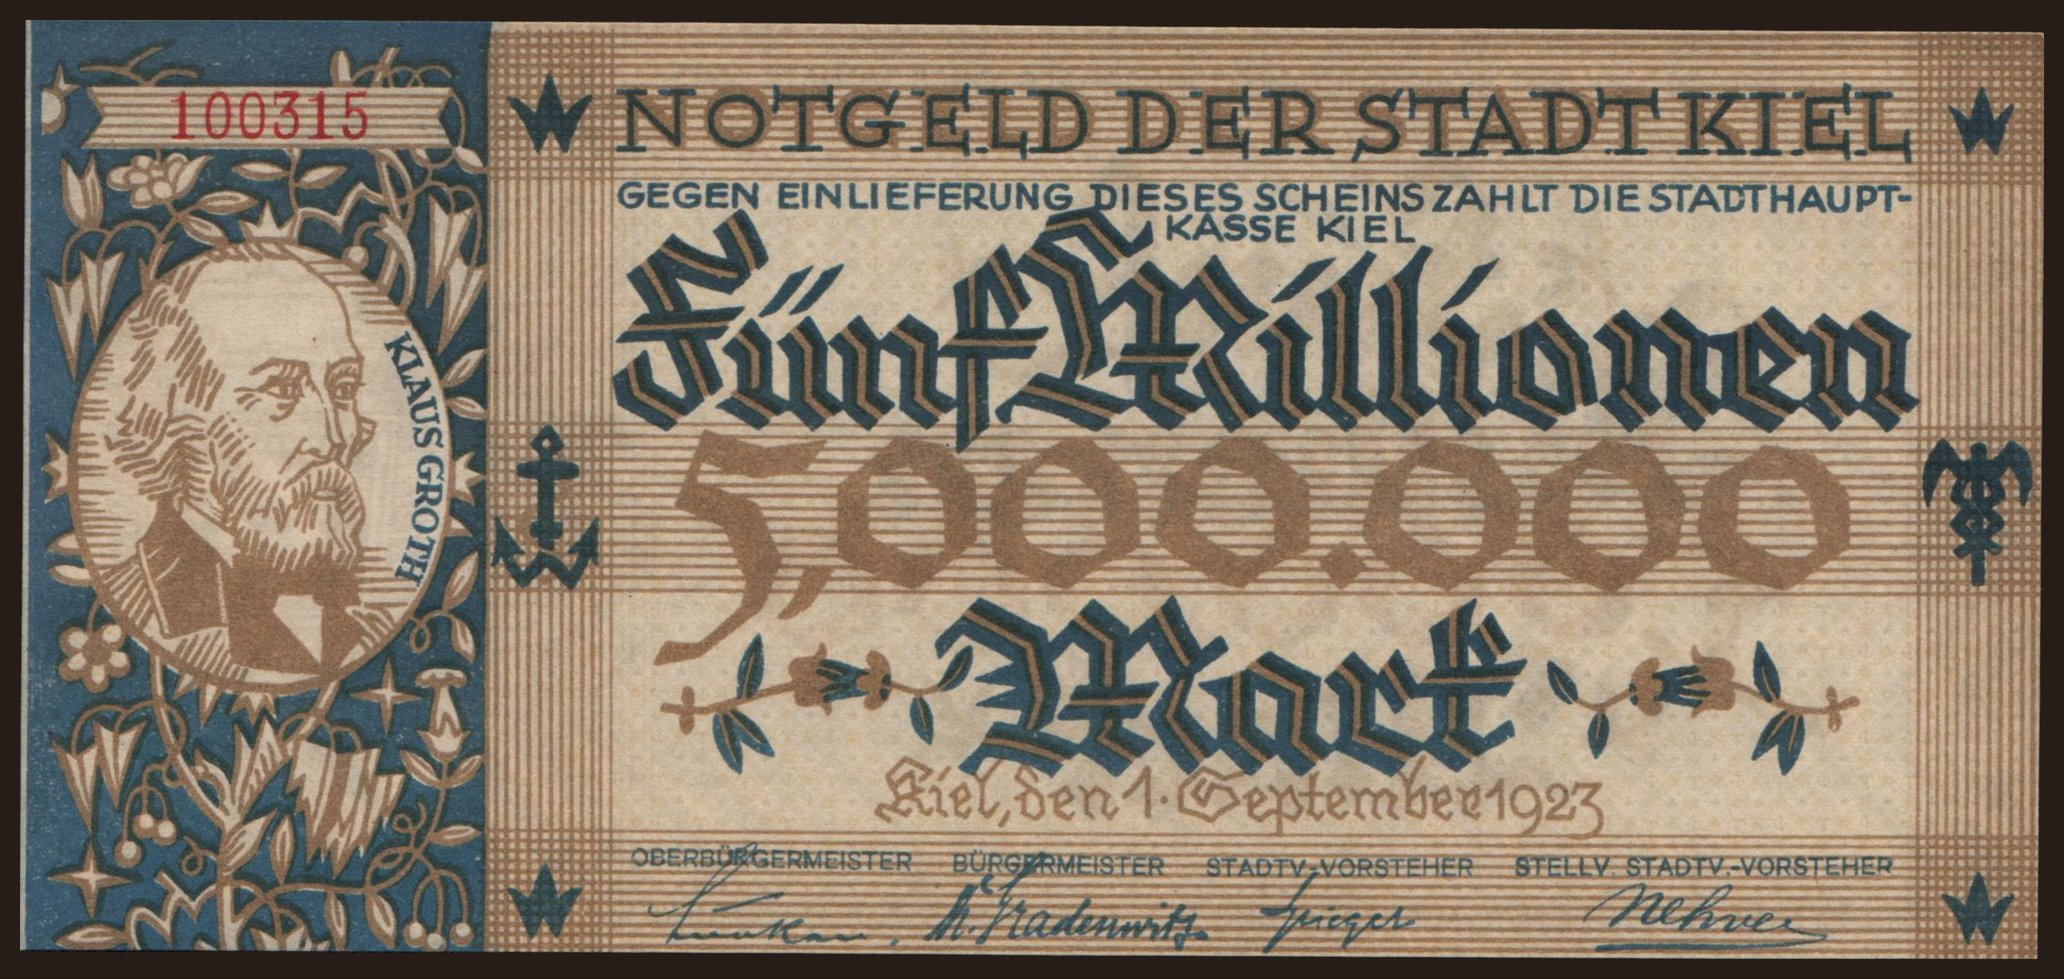 100315
NOTGELD DER STADT KIEL
GEGEN EINLIEFERUNG DIESES SCHEINS ZAHLT DIE STADTHAUPT-
KASSE KIEL
Fünf Millionen
5,000.000
Mark
Kiel, den 1. September 1923
KLAUS GROTH
OBERBÜRGERMEISTER BÜRGERMEISTER STADTV.-VORSTEHER STELLV. STADTV.-VORSTEHER